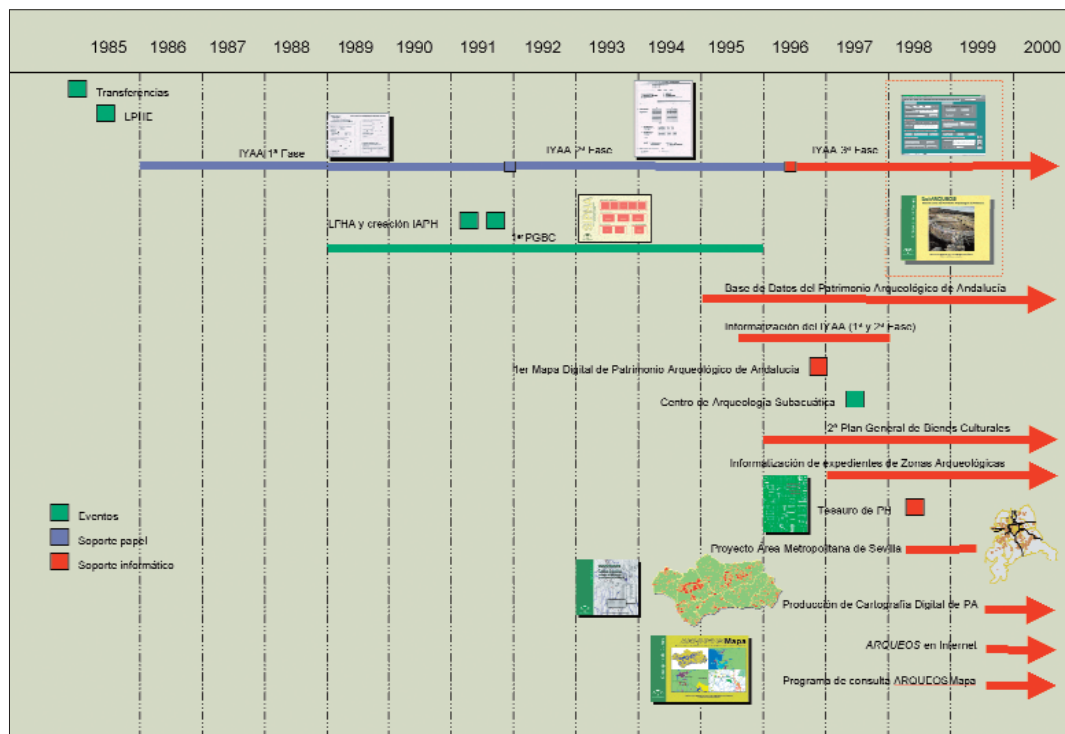 1985 1986 1987 1988 1989 1990 1991 1992 1993 1994 1995 1996 1997 1998 1999 2000
Transferencias
LPHE
IYAA 1ª Fase
IYAA 2ª Fase
IYAA 3ª Fase
LPHA y creación IAPH
1er PGBC
Base de Datos del Patrimonio Arqueológico de Andalucía
Informatización del IYAA (1ª y 2ª Fase)
1er Mapa Digital de Patrimonio Arqueológico de Andalucía
Centro de Arqueología Subacuática
2º Plan General de Bienes Culturales
Informatización de expedientes de Zonas Arqueológicas
Eventos
Tesauro de PH
Soporte papel
Proyecto Área Metropolitana de Sevilla
Soporte informático
Producción de Cartografía Digital de PA
Mapa
ARQUEOS en Internet
Programa de consulta ARQUEOS Mapa